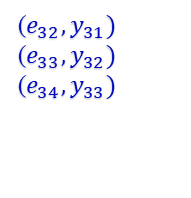 (e₃₂, y₃₁)
(e₃₃, y₃₂)
(e₃₄, y₃₃)